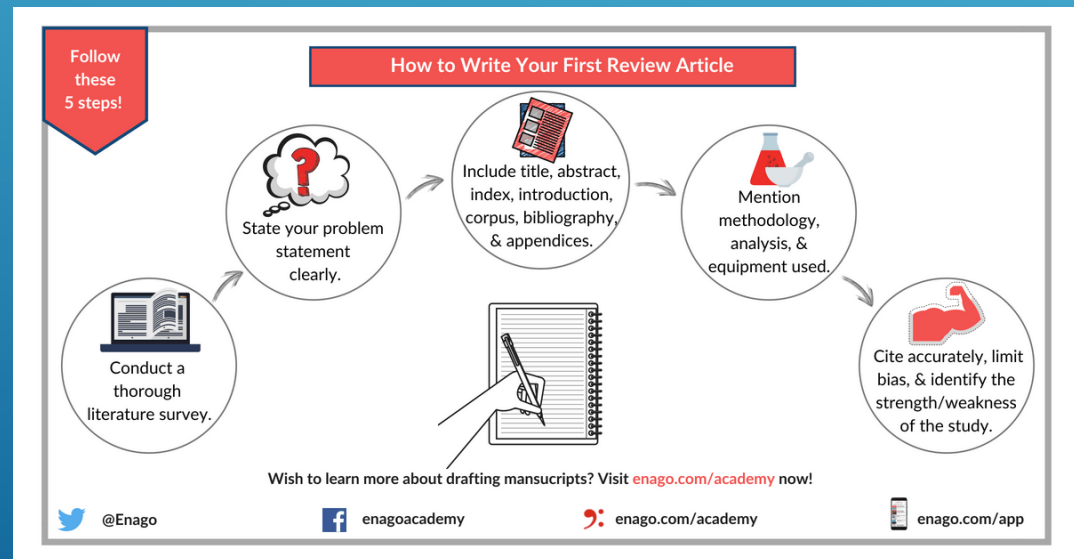 Follow
these
5 steps!
How to Write Your First Review Article
Conduct a
thorough
literature survey.
State your problem
statement
clearly.
Include title, abstract,
index, introduction,
corpus, bibliography,
& appendices.
Mention
methodology,
analysis, &
equipment used.
Cite accurately, limit
bias, & identify the
strength/weakness
of the study.
Wish to learn more about drafting mansucripts? Visit enago.com/academy now!
@Enago
enagoacademy
enago.com/academy
enago.com/app